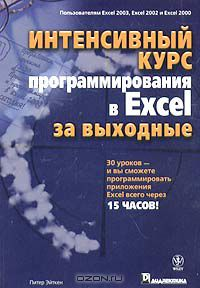 Пользователям Excel 2003, Excel 2002 и Excel 2000
ИНТЕНСИВНЫЙ
КУРС
программирования
в Excel
за выходные
30 уроков —
и вы сможете
программировать
приложения
Excel всего через
15 ЧАСОВ!
Питер Эйткен
OZON.ru
WILEY
ДИАЛЕКТИКА